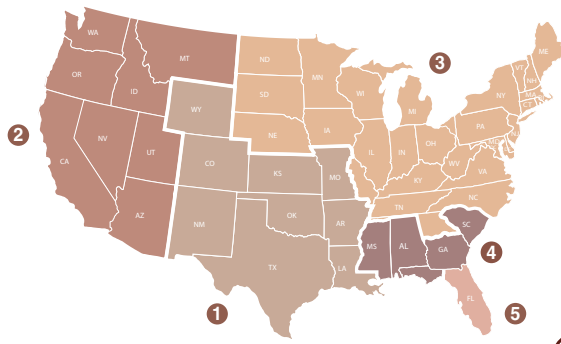 WA
MT
ND
MN
ME
VT
NH
OR
ID
WY
SD
WI
MI
NY
MA
CT
NE
IA
PA
NJ
CA
NV
UT
CO
KS
MO
IL
IN
OH
WV
VA
KY
MD
NC
TN
AZ
NM
OK
AR
SC
TX
LA
MS
AL
GA
FL
1
2
3
4
5